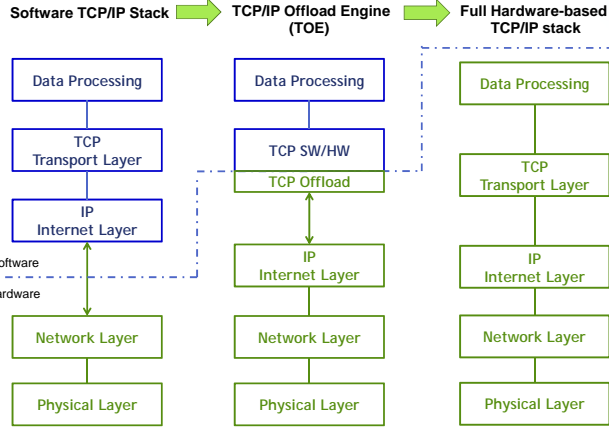 Software TCP/IP Stack
TCP/IP Offload Engine
(TOE)
Full Hardware-based
TCP/IP stack
Data Processing
TCP
Transport Layer
IP
Internet Layer
oftware
ardware
Network Layer
Physical Layer
Data Processing
TCP SW/HW
TCP Offload
IP
Internet Layer
Network Layer
Physical Layer
Data Processing
TCP
Transport Layer
IP
Internet Layer
Network Layer
Physical Layer